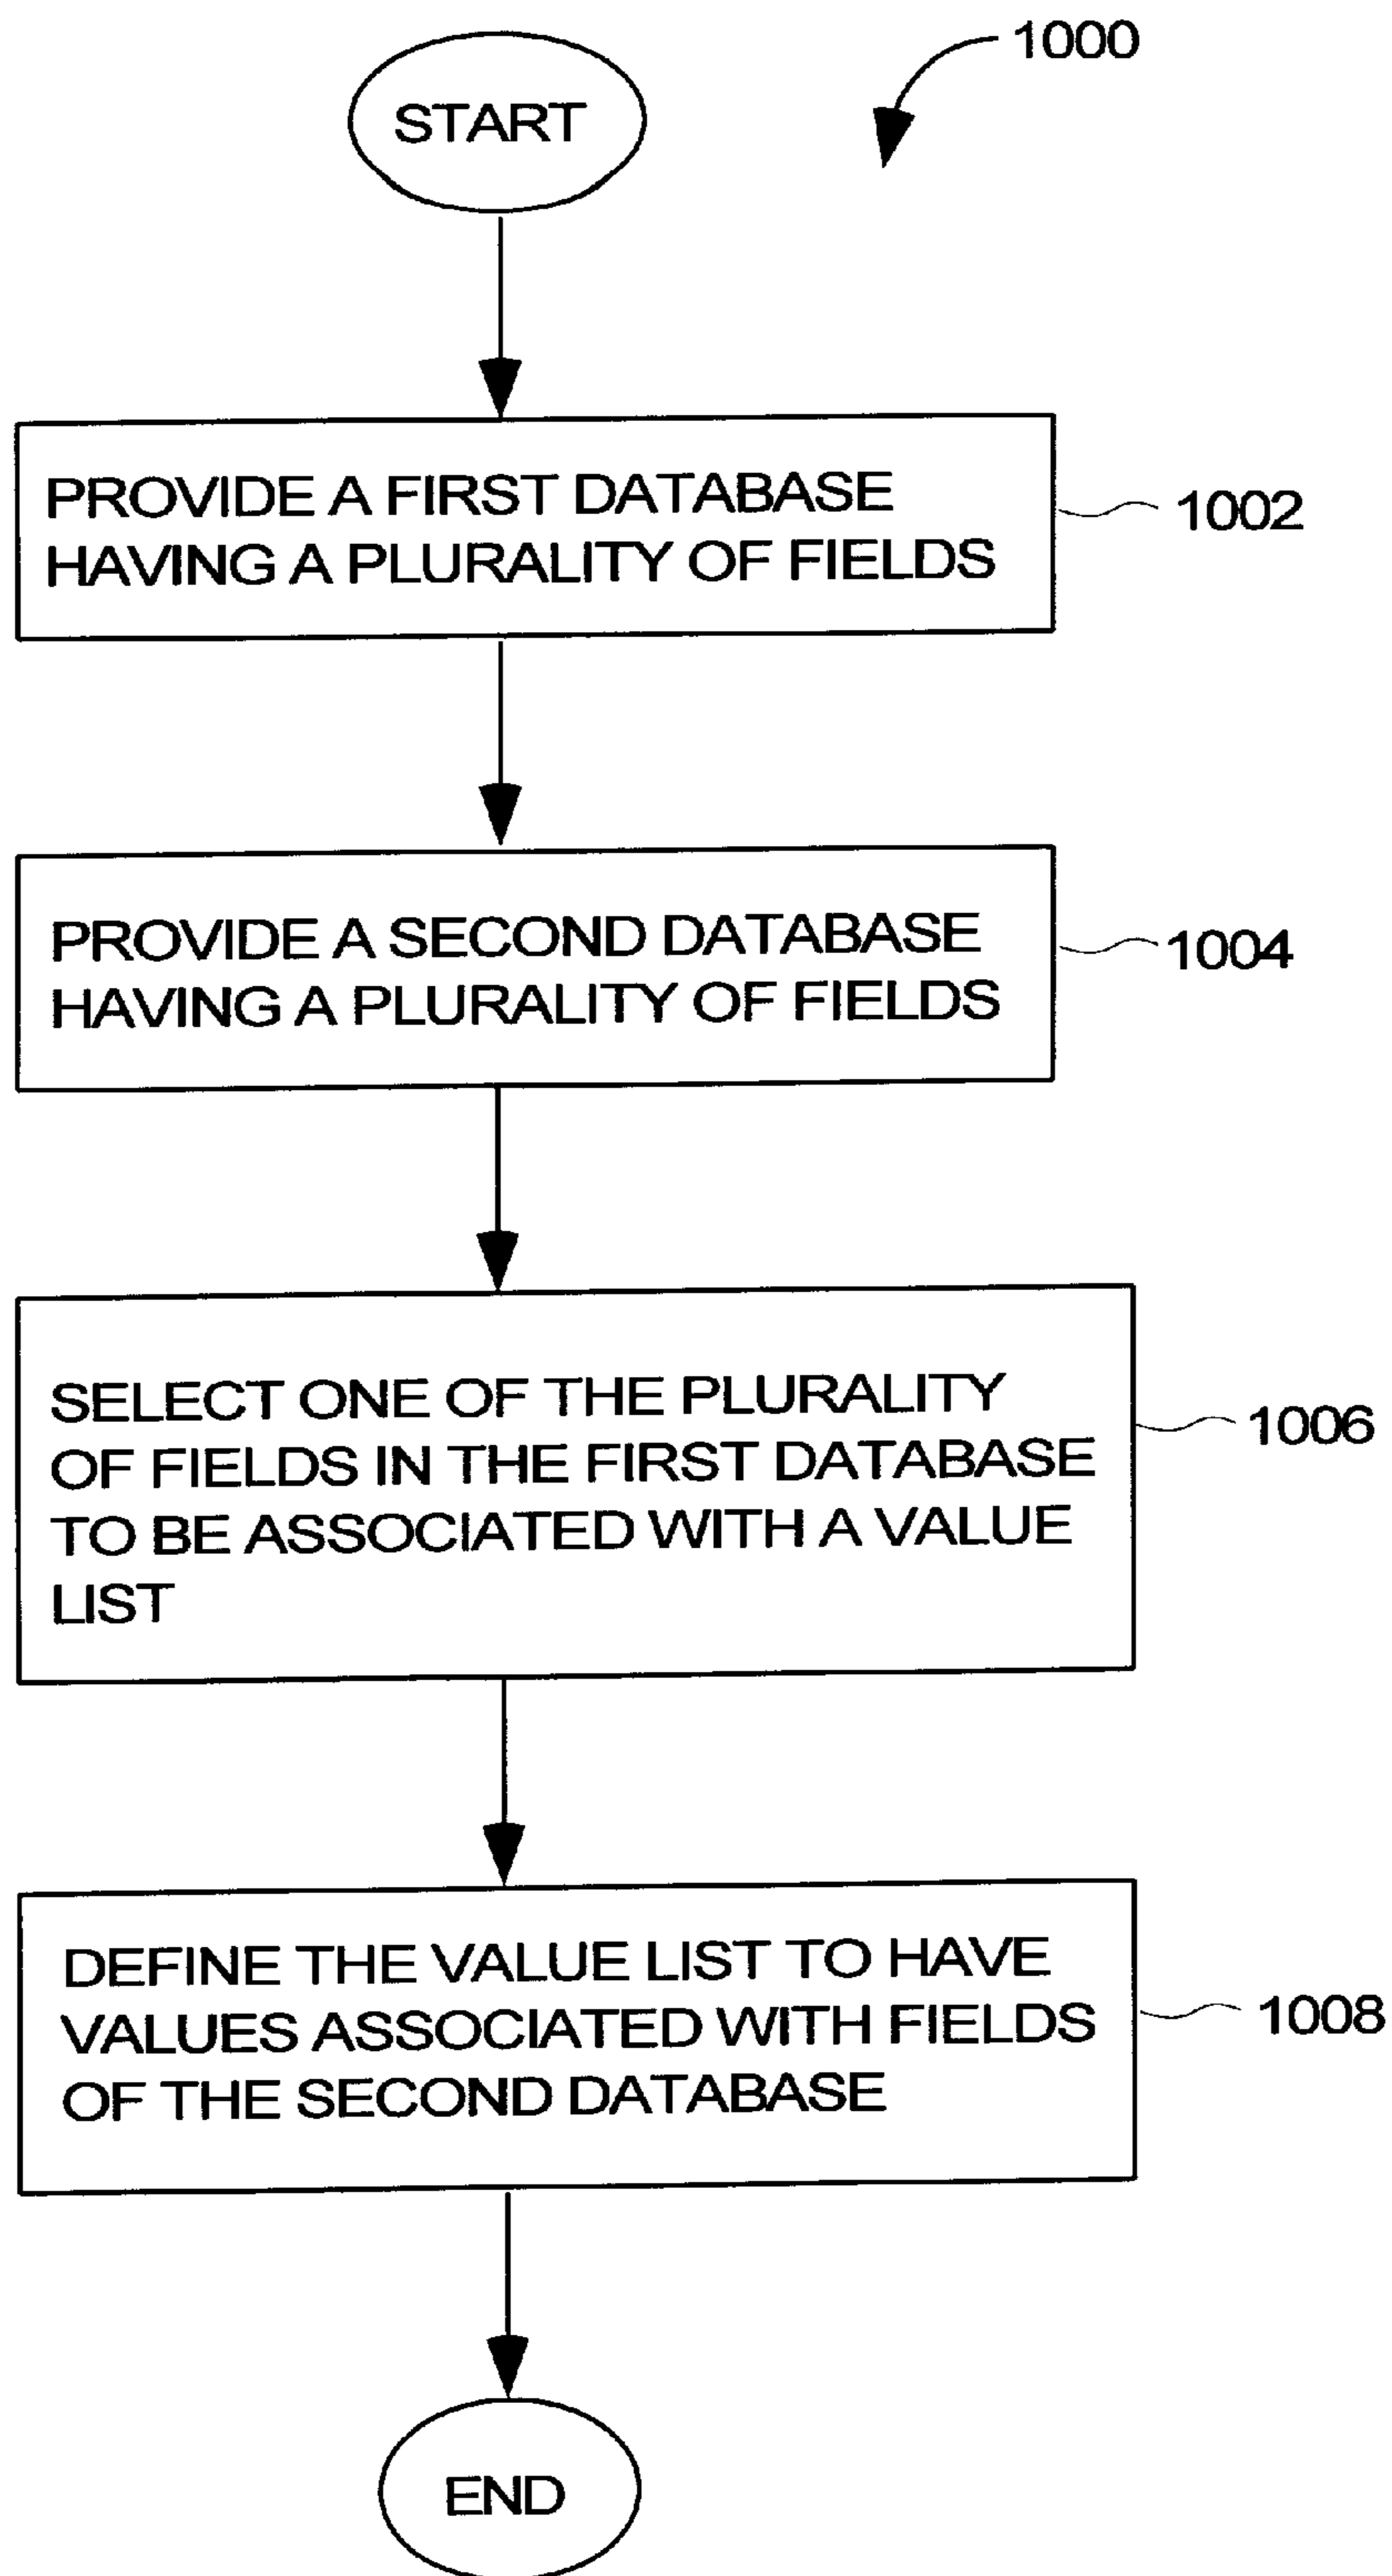 1000
START
PROVIDE A FIRST DATABASE
HAVING A PLURALITY OF FIELDS
1002
PROVIDE A SECOND DATABASE
HAVING A PLURALITY OF FIELDS
1004
SELECT ONE OF THE PLURALITY
OF FIELDS IN THE FIRST DATABASE
TO BE ASSOCIATED WITH A VALUE
LIST
1006
DEFINE THE VALUE LIST TO HAVE
VALUES ASSOCIATED WITH FIELDS
OF THE SECOND DATABASE
1008
END